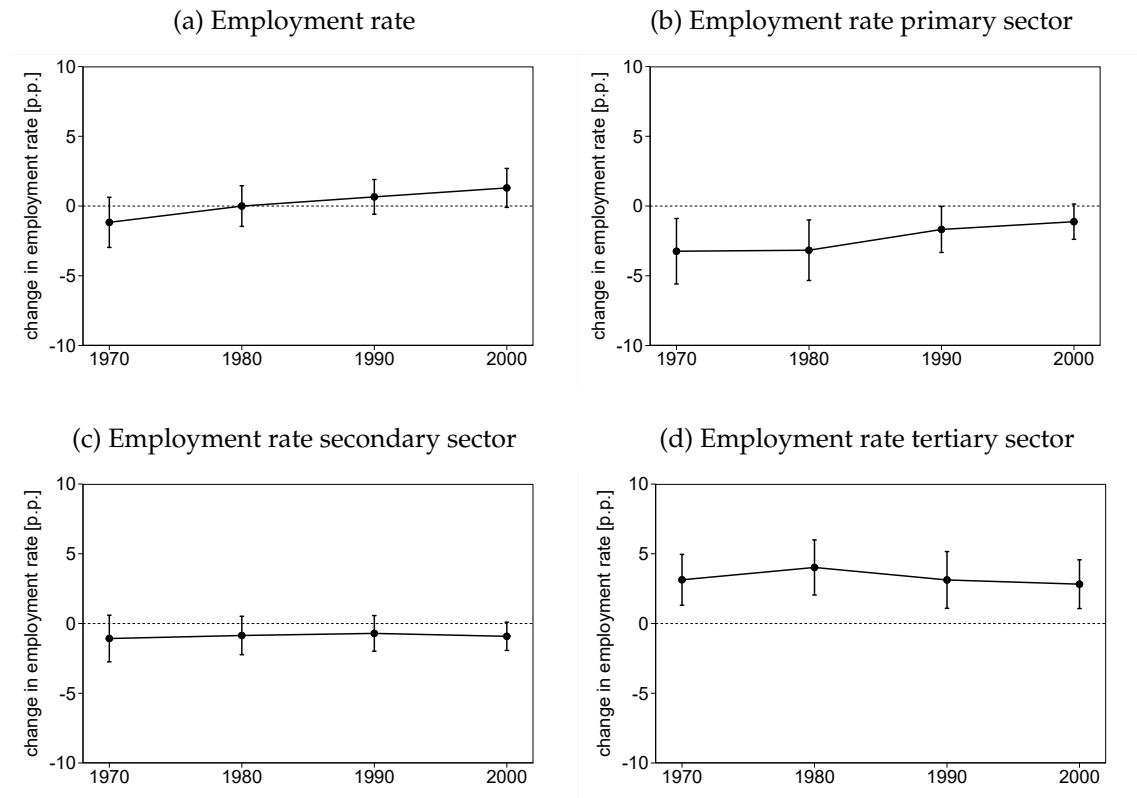 (a) Employment rate
change in employment rate [p.p.]
10
5
0
-5
-10
1970 1980 1990 2000
(b) Employment rate primary sector
change in employment rate [p.p.]
10
5
0
-5
-10
1970 1980 1990 2000
(c) Employment rate secondary sector
change in employment rate [p.p.]
10
5
0
-5
-10
1970 1980 1990 2000
(d) Employment rate tertiary sector
change in employment rate [p.p.]
10
5
0
-5
-10
1970 1980 1990 2000